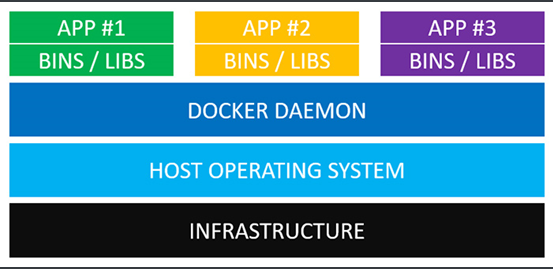 APP #1
BINS / LIBS
APP #2
BINS / LIBS
APP #3
BINS / LIBS
DOCKER DAEMON
HOST OPERATING SYSTEM
INFRASTRUCTURE